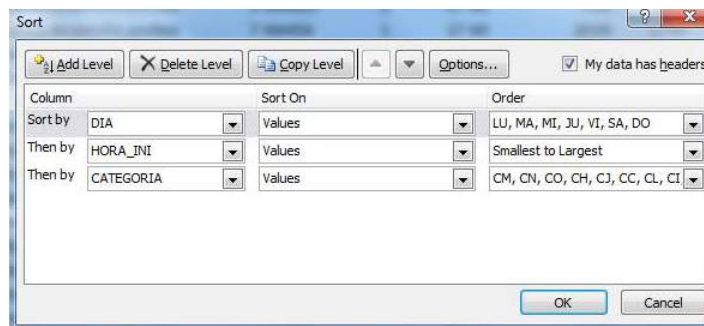 Sort
Add Level Delete Level Copy Level Options... My data has headers
Column Sort On Order
Sort by DIA Values LU, MA, MI, JU, VI, SA, DO
Then by HORA_INI Values Smallest to Largest
Then by CATEGORIA Values CM, CN, CO, CH, CJ, CC, CL, CI
OK Cancel